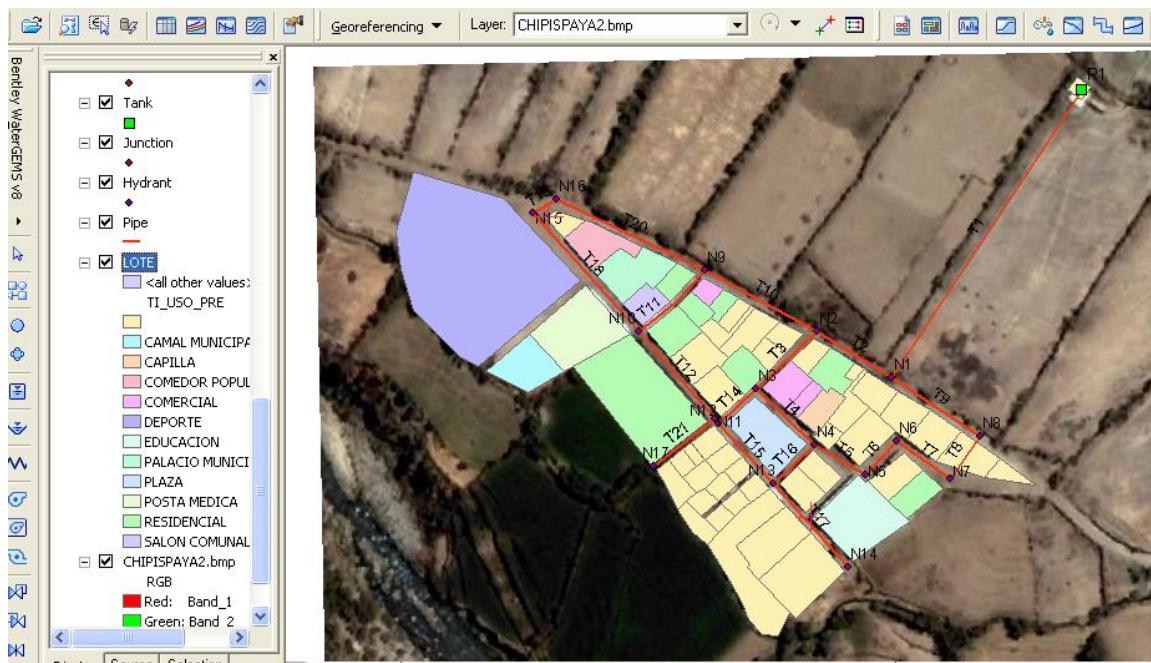 Georeferencing
Layer:
CHIPISPAYA2.bmp
Bentley WaterGEMS v8
Tank
Junction
Hydrant
Pipe
LOTE
<all other values>
TI_USO_PRE
CAMAL MUNICIPA
CAPILLA
COMEDOR POPUL
COMERCIAL
DEPORTE
EDUCACION
PALACIO MUNICI
PLAZA
POSTA MEDICA
RESIDENCIAL
SALON COMUNAL
CHIPISPAYA2.bmp
RGB
Red: Band_1
Green: Band_2
Source
Selection
R1
T1
N16
N15
T20
T18
N9
T10
T11
N10
N2
T2
T3
N1
T9
T12
N3
T14
T4
N11
N4
N8
N6
T8
T7
T6
T5
N5
N7
T21
T15
T16
N17
N13
T17
N14